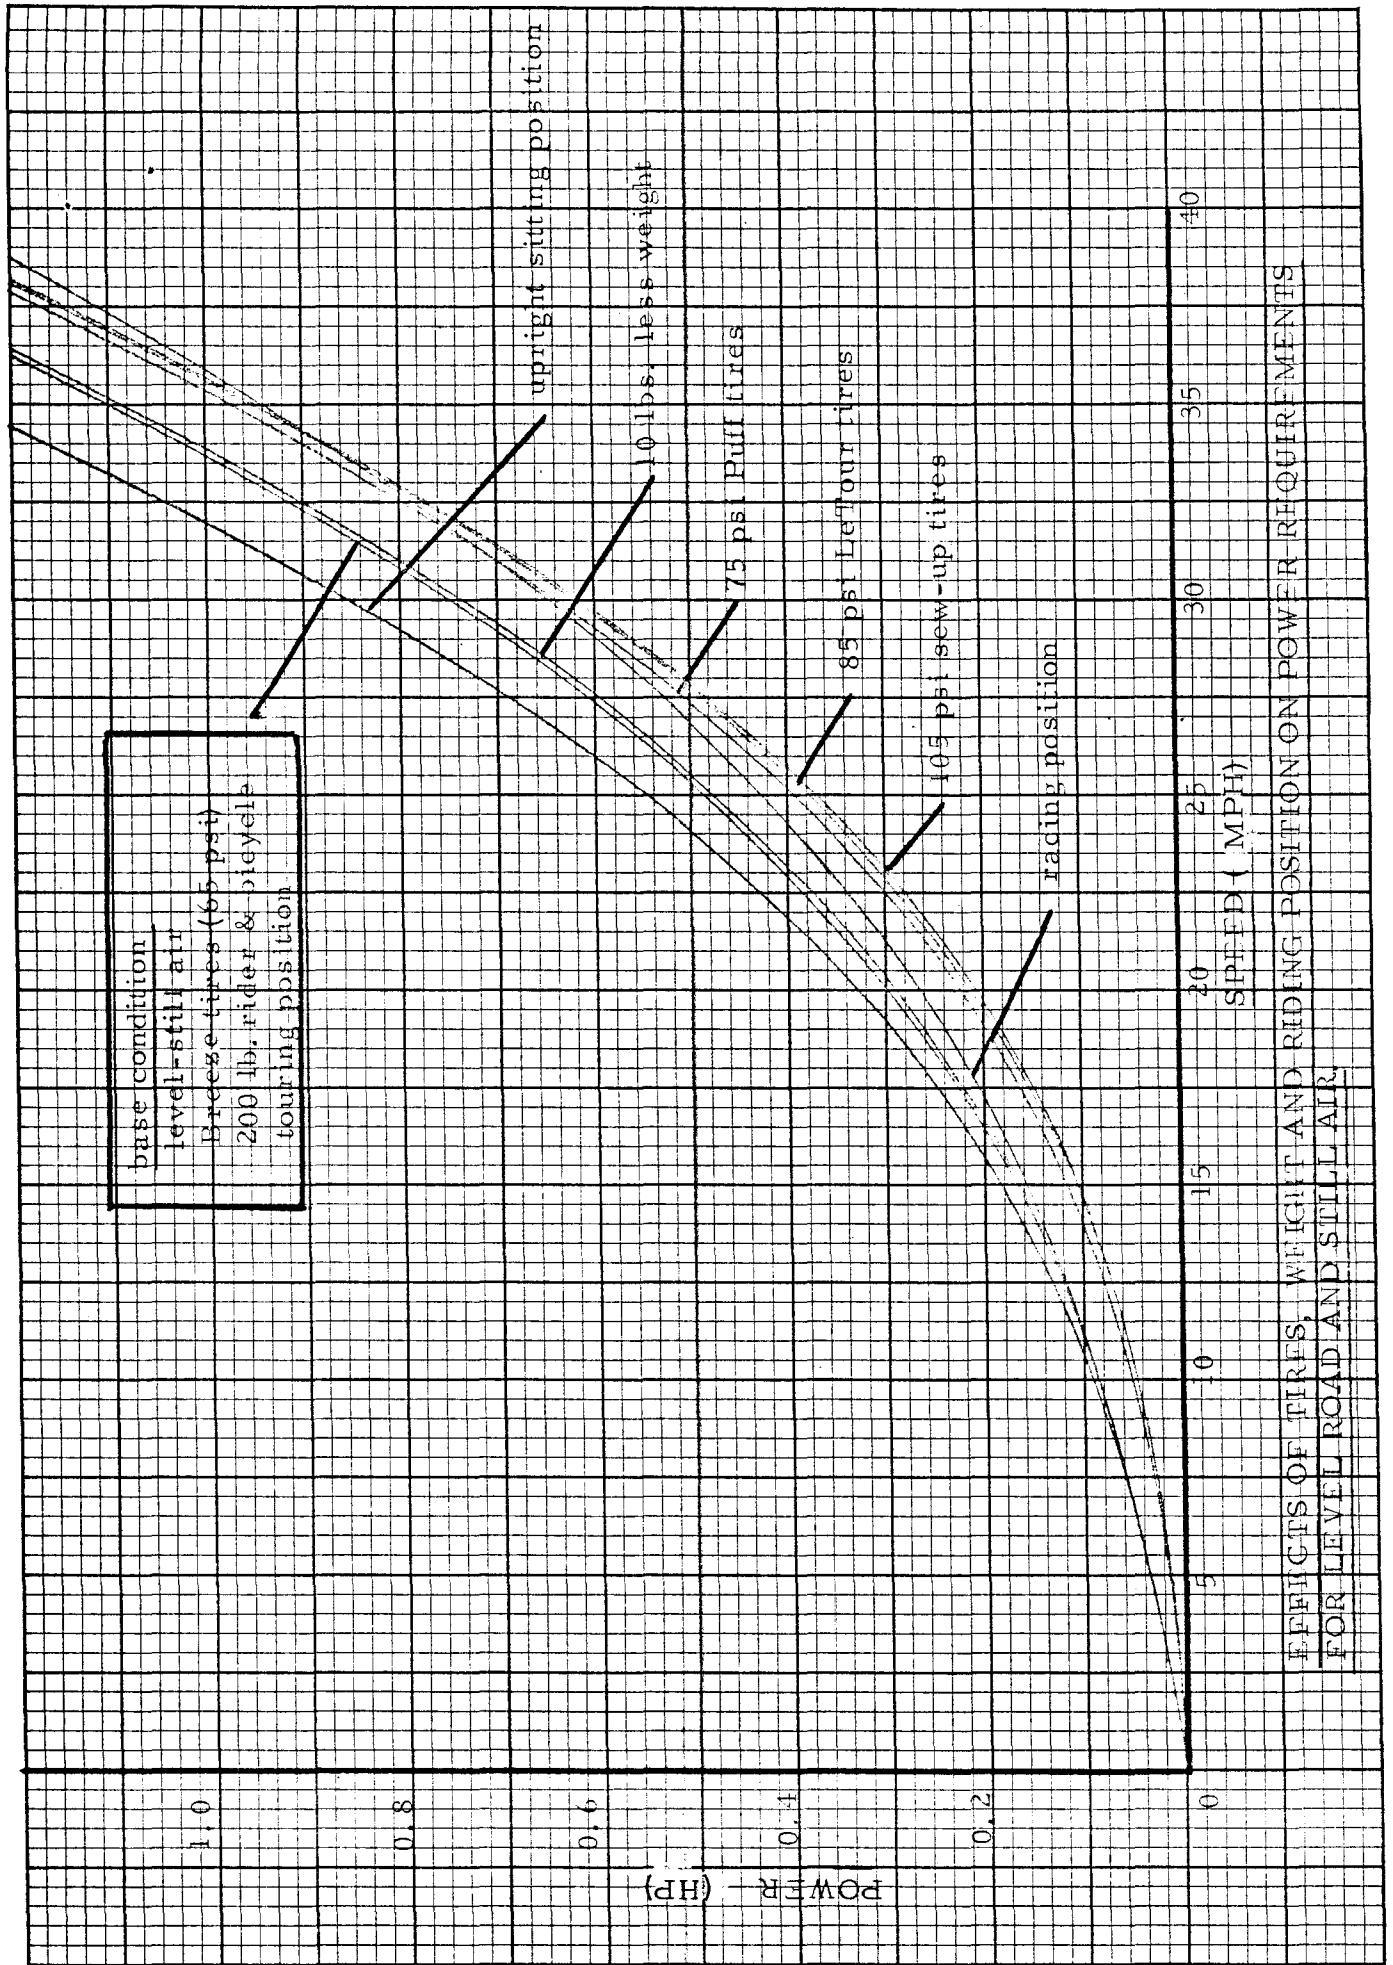 base condition
level-still air
Breeze tires (65 psi)
200 lb. rider & bicycle
touring position
upright sitting position
10 lbs. less weight
75 psi Puff tires
85 psi LeTour tires
105 psi sew-up tires
rading position
POWER (HP)
1.0
0.8
0.6
0.4
0.2
0
5
10
15
20
25
30
35
40
SPEED (MPH)
EFFECTS OF TIRES, WEIGHT AND RIDING POSITION ON POWER REQUIREMENTS
FOR LEVEL ROAD AND STILL AIR.